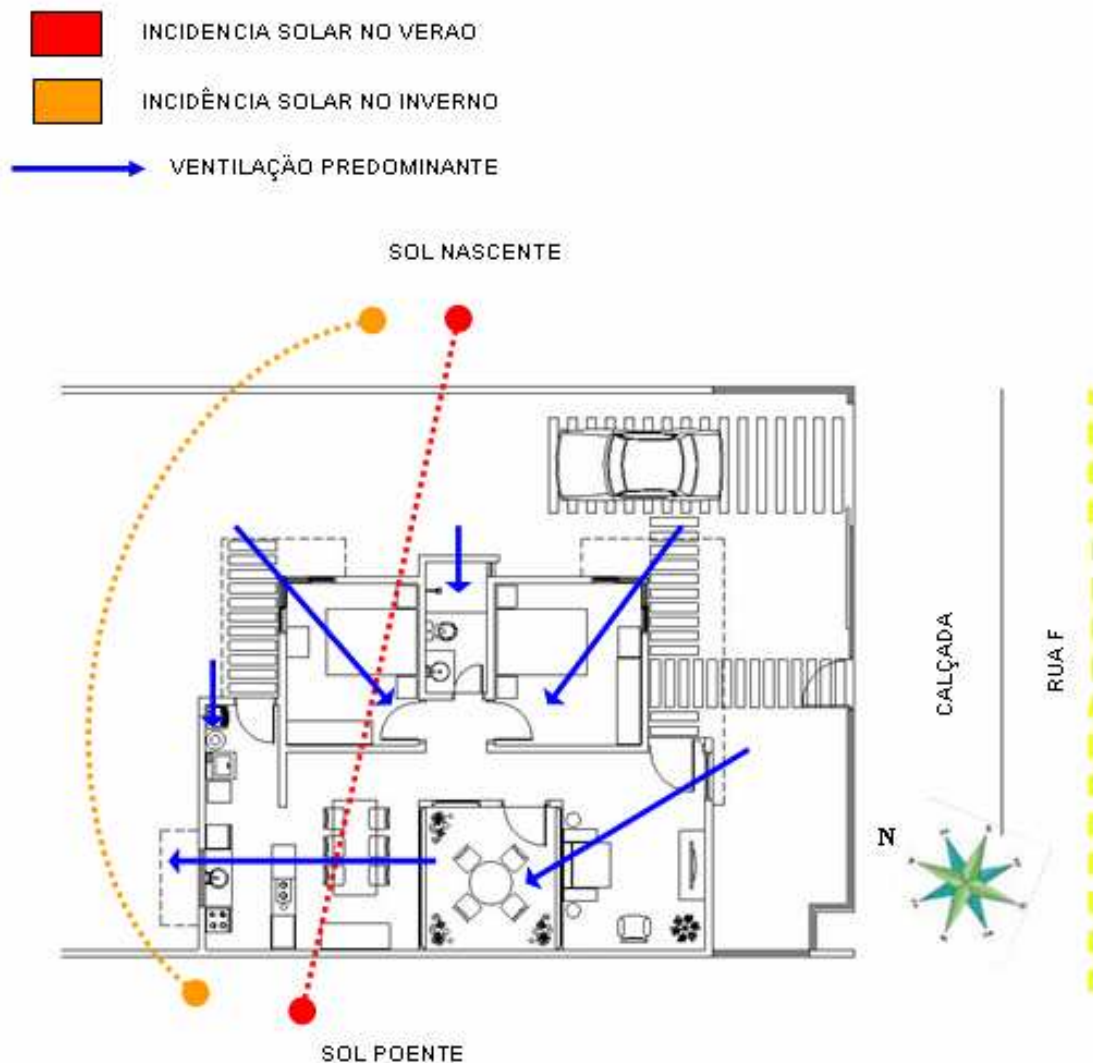 INCIDENCIA SOLAR NO VERAO
INCIDÊNCIA SOLAR NO INVERNO
VENTILAÇÃO PREDOMINANTE
SOL NASCENTE
CALÇADA
RUA F
N
SOL POENTE